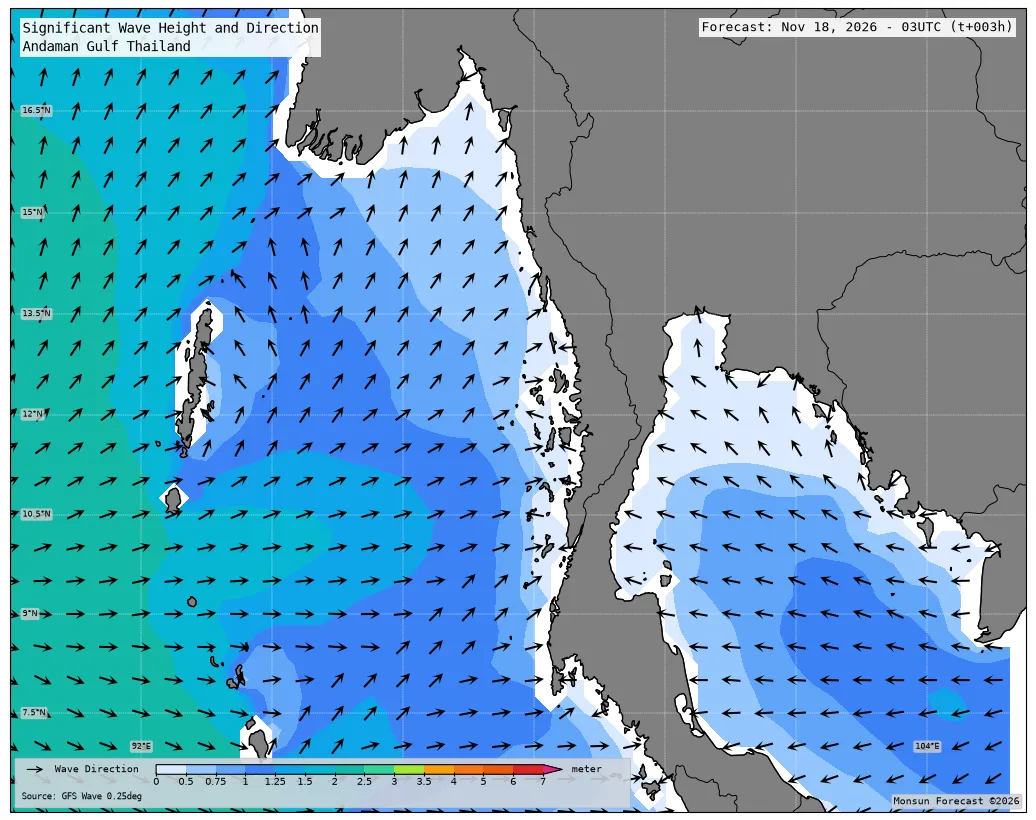 Significant Wave Height and Direction
Andaman Gulf Thailand
Forecast: Nov 18, 2026 - 03UTC (t+003h)
16.5°N
15°N
13.5°N
12°N
10.5°N
9°N
7.5°N
92°E
104°E
Wave Direction
0 0.5 0.75 1 1.25 1.5 2 2.5 3 3.5 4 5 6 7
meter
Source: GFS Wave 0.25deg
Monsun Forecast ©2026